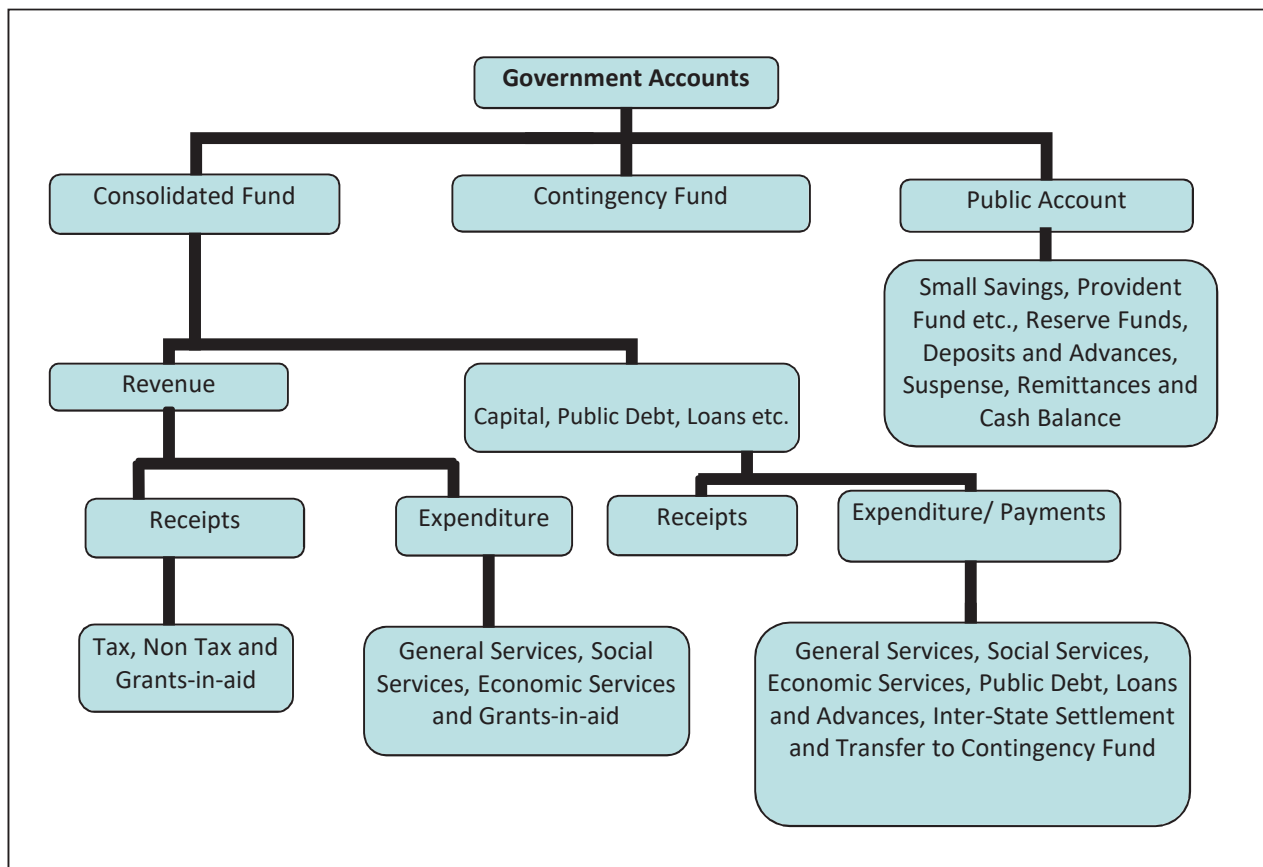 Government Accounts
Consolidated Fund
Contingency Fund
Public Account
Small Savings, Provident
Fund etc., Reserve Funds,
Deposits and Advances,
Suspense, Remittances and
Cash Balance
Revenue
Capital, Public Debt, Loans etc.
Receipts
Expenditure
Receipts
Expenditure/ Payments
Tax, Non Tax and
Grants-in-aid
General Services, Social
Services, Economic Services
and Grants-in-aid
General Services, Social Services,
Economic Services, Public Debt, Loans
and Advances, Inter-State Settlement
and Transfer to Contingency Fund